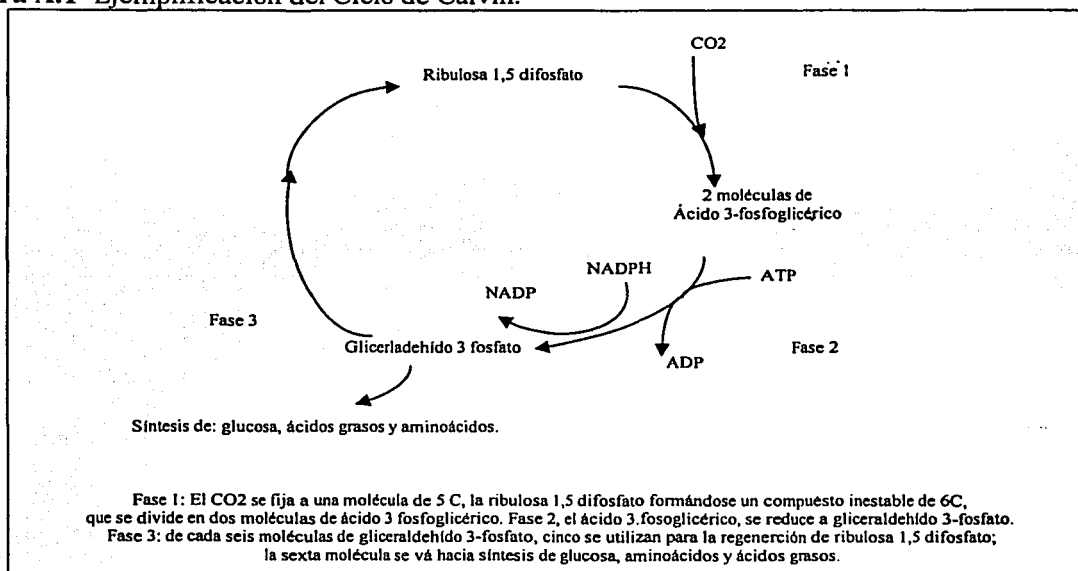 Ejemplificación del Ciclo de Calvin.
CO2
Fase 1
Ribulosa 1,5 difosfato
2 moléculas de
Ácido 3-fosfoglicérico
NADPH
ATP
NADP
Fase 3
Glicerladehído 3 fosfato
Fase 2
ADP
Síntesis de: glucosa, ácidos grasos y aminoácidos.
Fase 1: El CO2 se fija a una molécula de 5 C, la ribulosa 1,5 difosfato formándose un compuesto inestable de 6C,
que se divide en dos moléculas de ácido 3 fosfoglicérico. Fase 2, el ácido 3.fosoglicérico, se reduce a gliceraldehído 3-fosfato.
Fase 3: de cada seis moléculas de gliceraldehído 3-fosfato, cinco se utilizan para la regenerción de ribulosa 1,5 difosfato;
la sexta molécula se vá hacia síntesis de glucosa, aminoácidos y ácidos grasos.